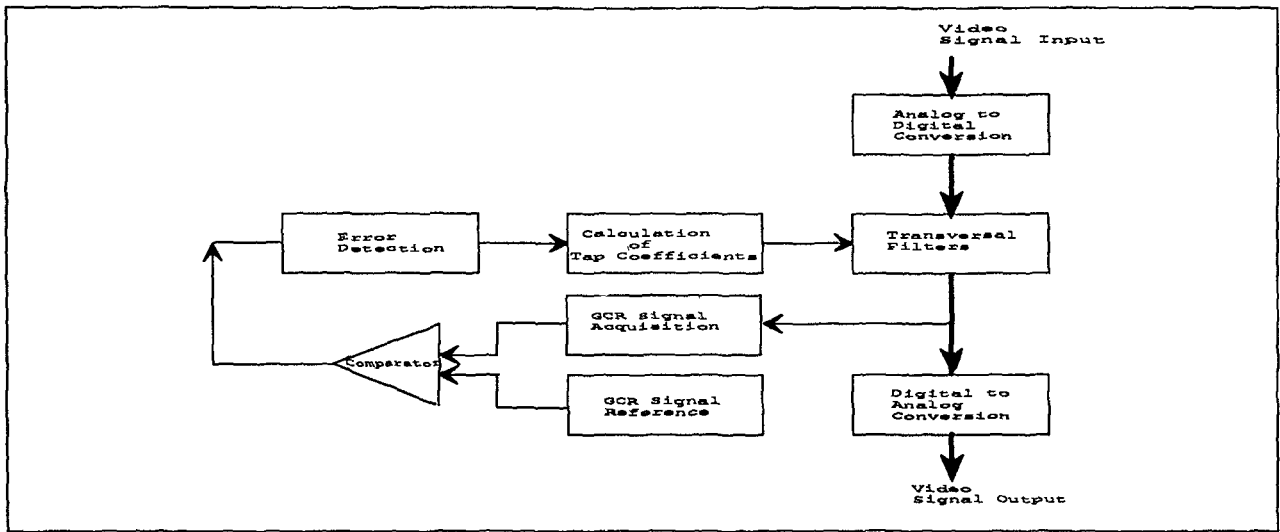 Video
Signal Input
Analog to
Digital
Conversion
Error
Detection
Calculation
of
Tap Coefficients
Transversal
Filters
GCR Signal
Acquisition
Comparator
GCR Signal
Reference
Digital to
Analog
Conversion
Video
Signal Output